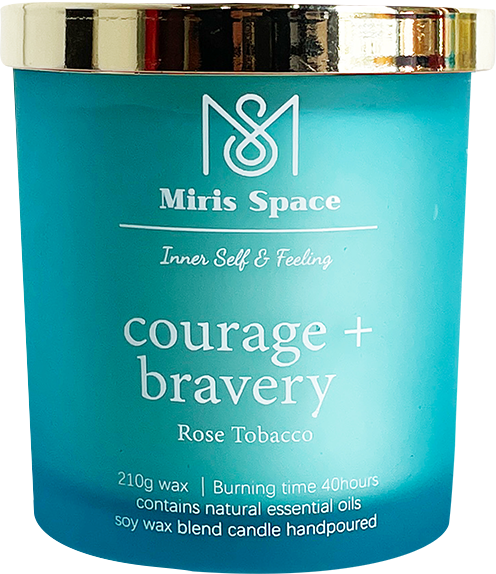 Miris Space
Inner Self & Feeling
courage +
bravery
Rose Tobacco
210g wax | Burning time 40hours
contains natural essential oils
soy wax blend candle handpoured